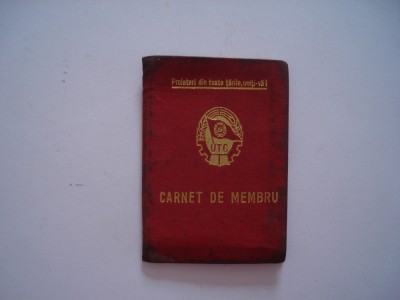 Proletari din toate țările, uniți-vă!
UTC
CARNET DE MEMBRU